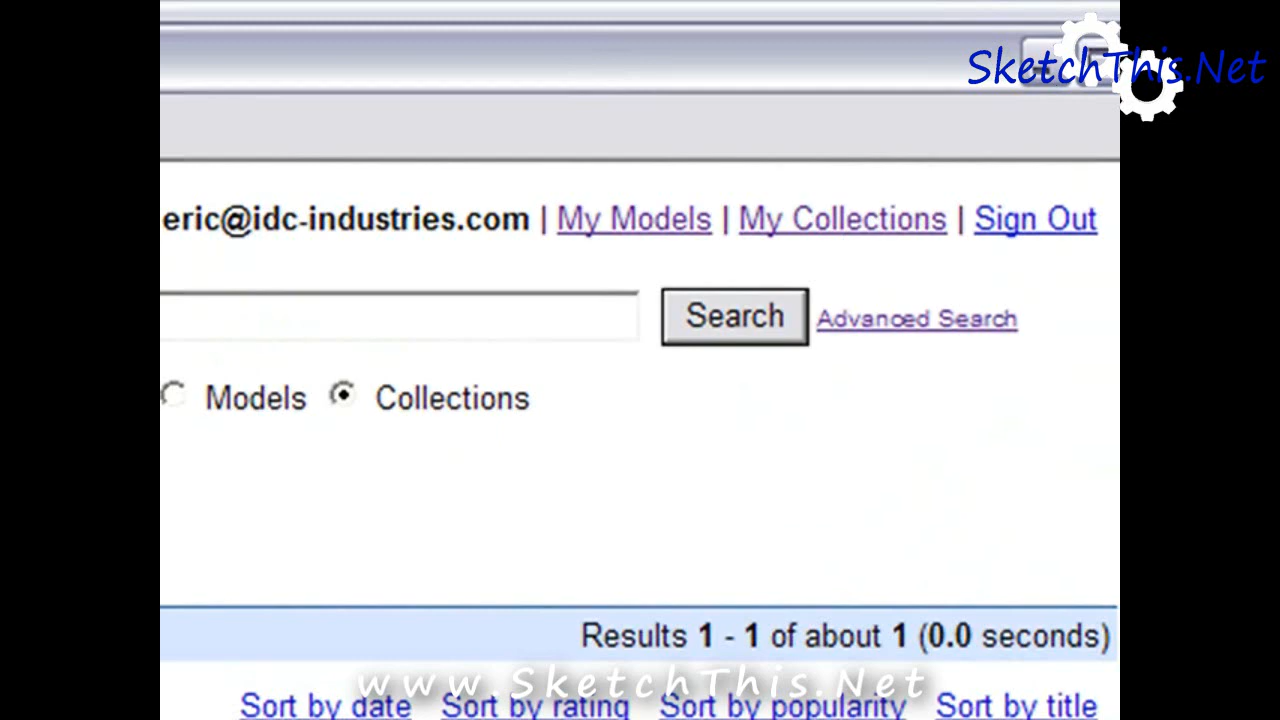 SketchThis.Net
eric@idc-industries.com | My Models | My Collections | Sign Out
Search Advanced Search
Models Collections
Results 1 - 1 of about 1 (0.0 seconds)
www.SketchThis.Net
Sort by date Sort by rating Sort by popularity Sort by title